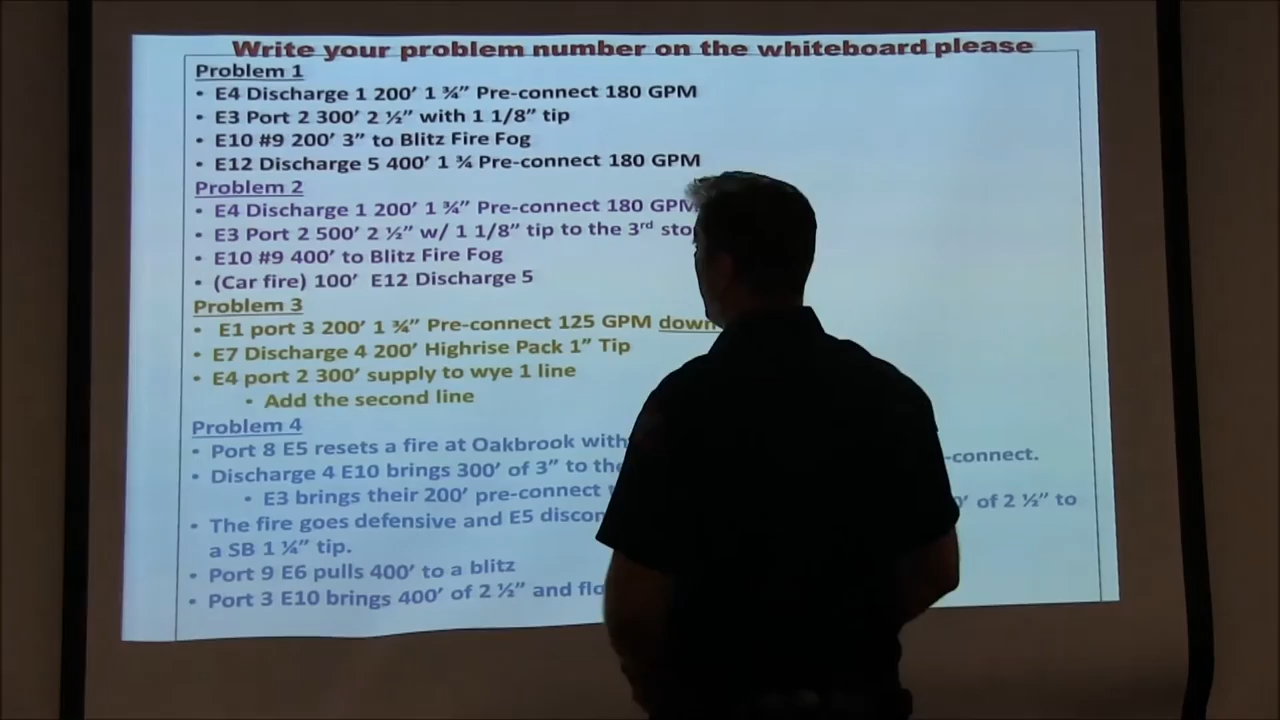 Write your problem number on the whiteboard please
Problem 1
• E4 Discharge 1 200’ 1 ¾” Pre-connect 180 GPM
• E3 Port 2 300’ 2 ½” with 1 1/8” tip
• E10 #9 200’ 3” to Blitz Fire Fog
• E12 Discharge 5 400’ 1 ¾ Pre-connect 180 GPM
Problem 2
• E4 Discharge 1 200’ 1 ¾” Pre-connect 180 GPM
• E3 Port 2 500’ 2 ½” w/ 1 1/8” tip to the 3rd
• E10 #9 400’ to Blitz Fire Fog
• (Car fire) 100’ E12 Discharge 5
Problem 3
• E1 port 3 200’ 1 ¾” Pre-connect 125 GPM down
• E7 Discharge 4 200’ Highrise Pack 1” Tip
• E4 port 2 300’ supply to wye 1 line
• Add the second line
Problem 4
• Port 8 E5 resets a fire at Oakbrook with
• Discharge 4 E10 brings 300’ of 3” to the -connect.
• E3 brings their 200’ pre-connect
• The fire goes defensive and E5 of 2 ½” to
a SB 1 ¼” tip.
• Port 9 E6 pulls 400’ to a blitz
• Port 3 E10 brings 400’ of 2 ½” and